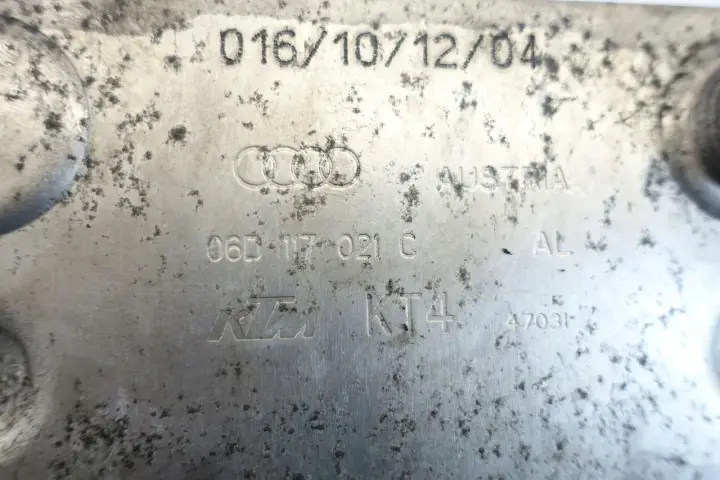 016/10/12/04
AUSTRIA
06D 117 021 C AL
KTM KT4 47031